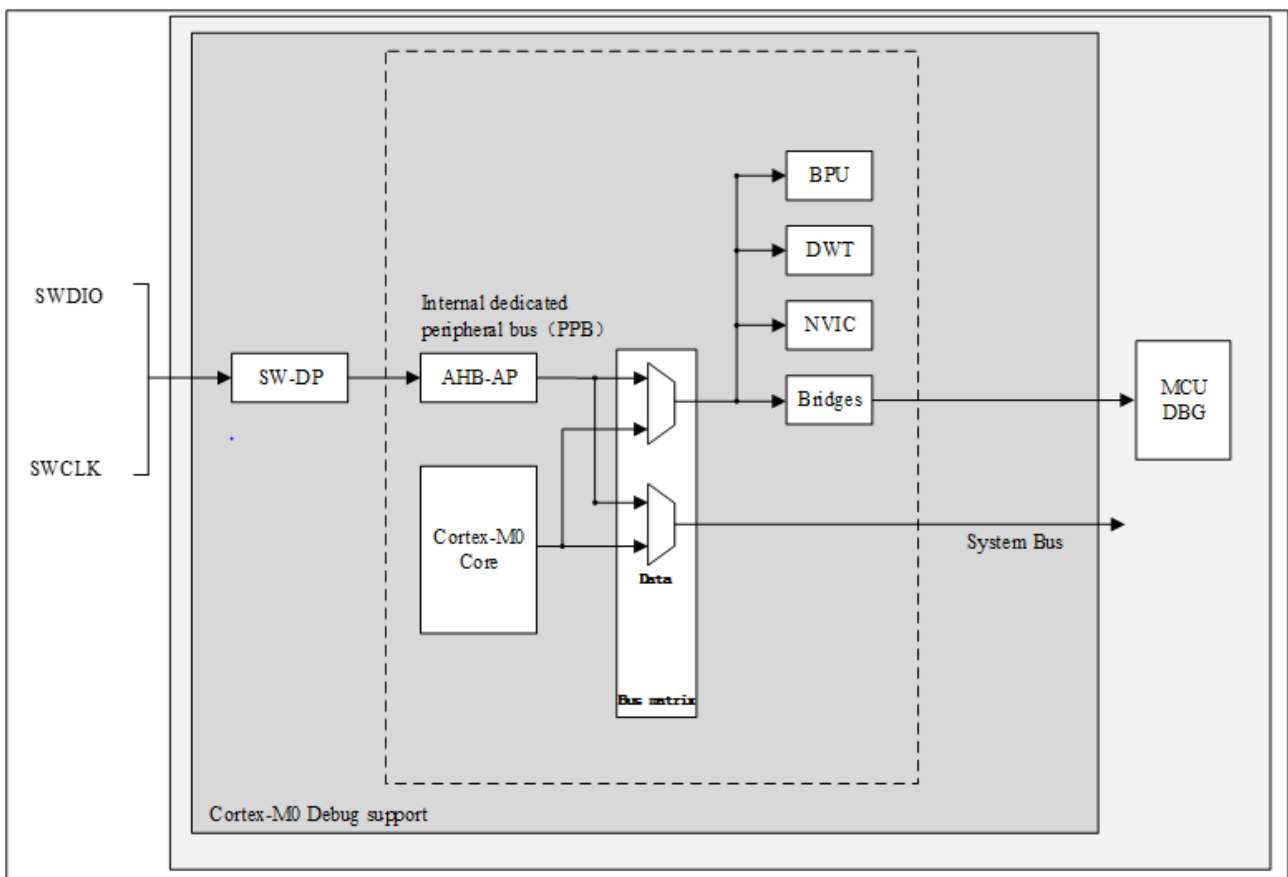 BPU
DWT
SWDIO
Internal dedicated
peripheral bus（PPB）
NVIC
SW-DP
AHB-AP
Bridges
MCU
DBG
SWCLK
Cortex-M0
Core
System Bus
Data
Bus matrix
Cortex-M0 Debug support